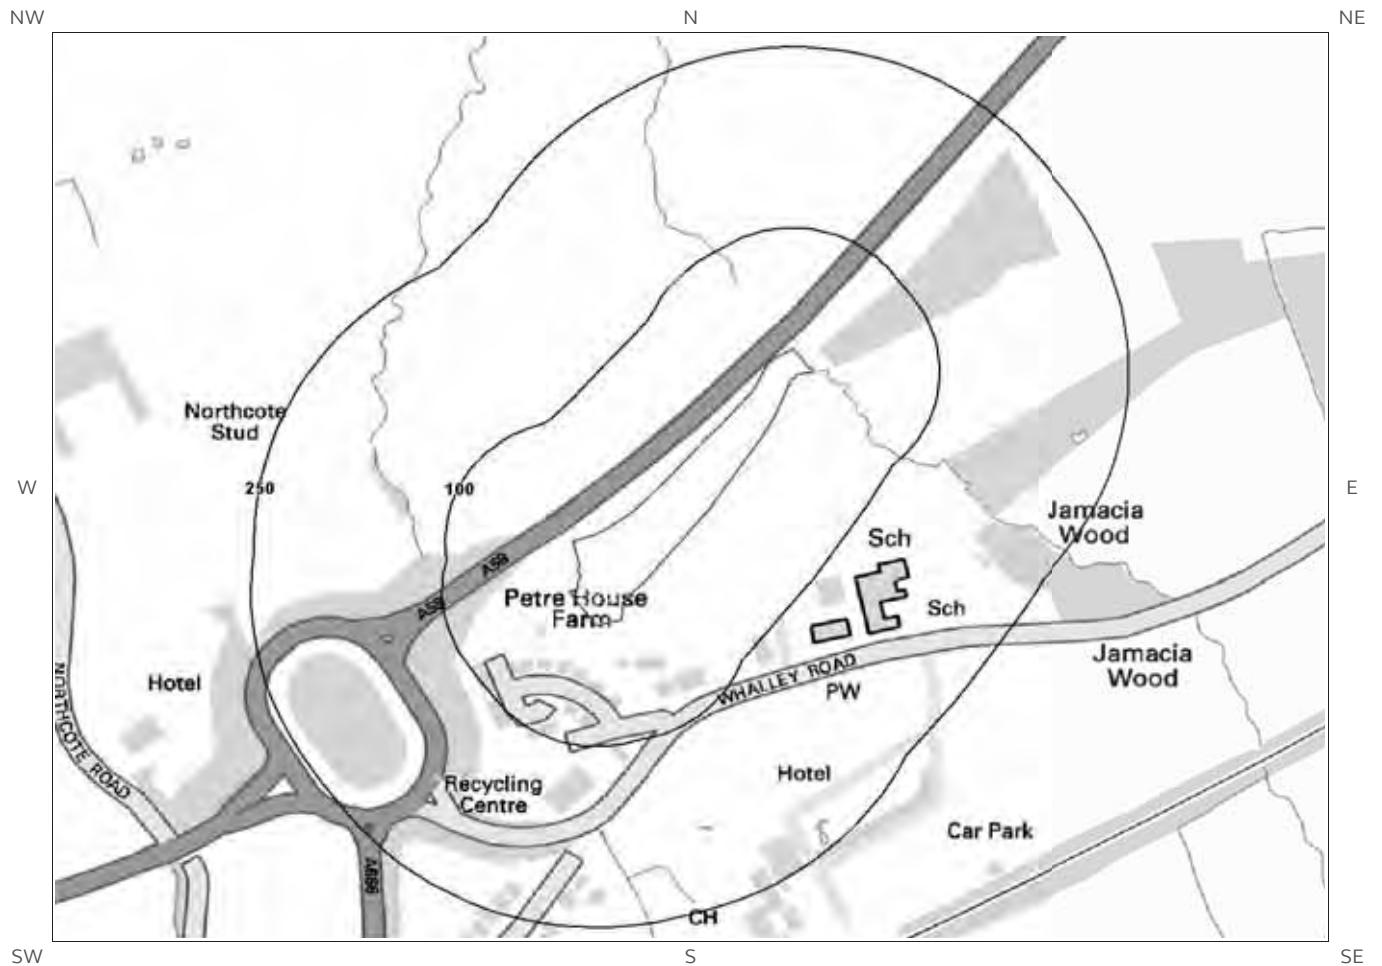 NW
N
NE
Northcote
Stud
W
250
100
E
Jamacia
Wood
Sch
A59
Petre House
Farm
A59
Sch
Jamacia
Wood
Hotel
NORTHCOTE ROAD
WHALLEY ROAD
PW
Hotel
Recycling
Centre
Car Park
A666
CH
SW
S
SE